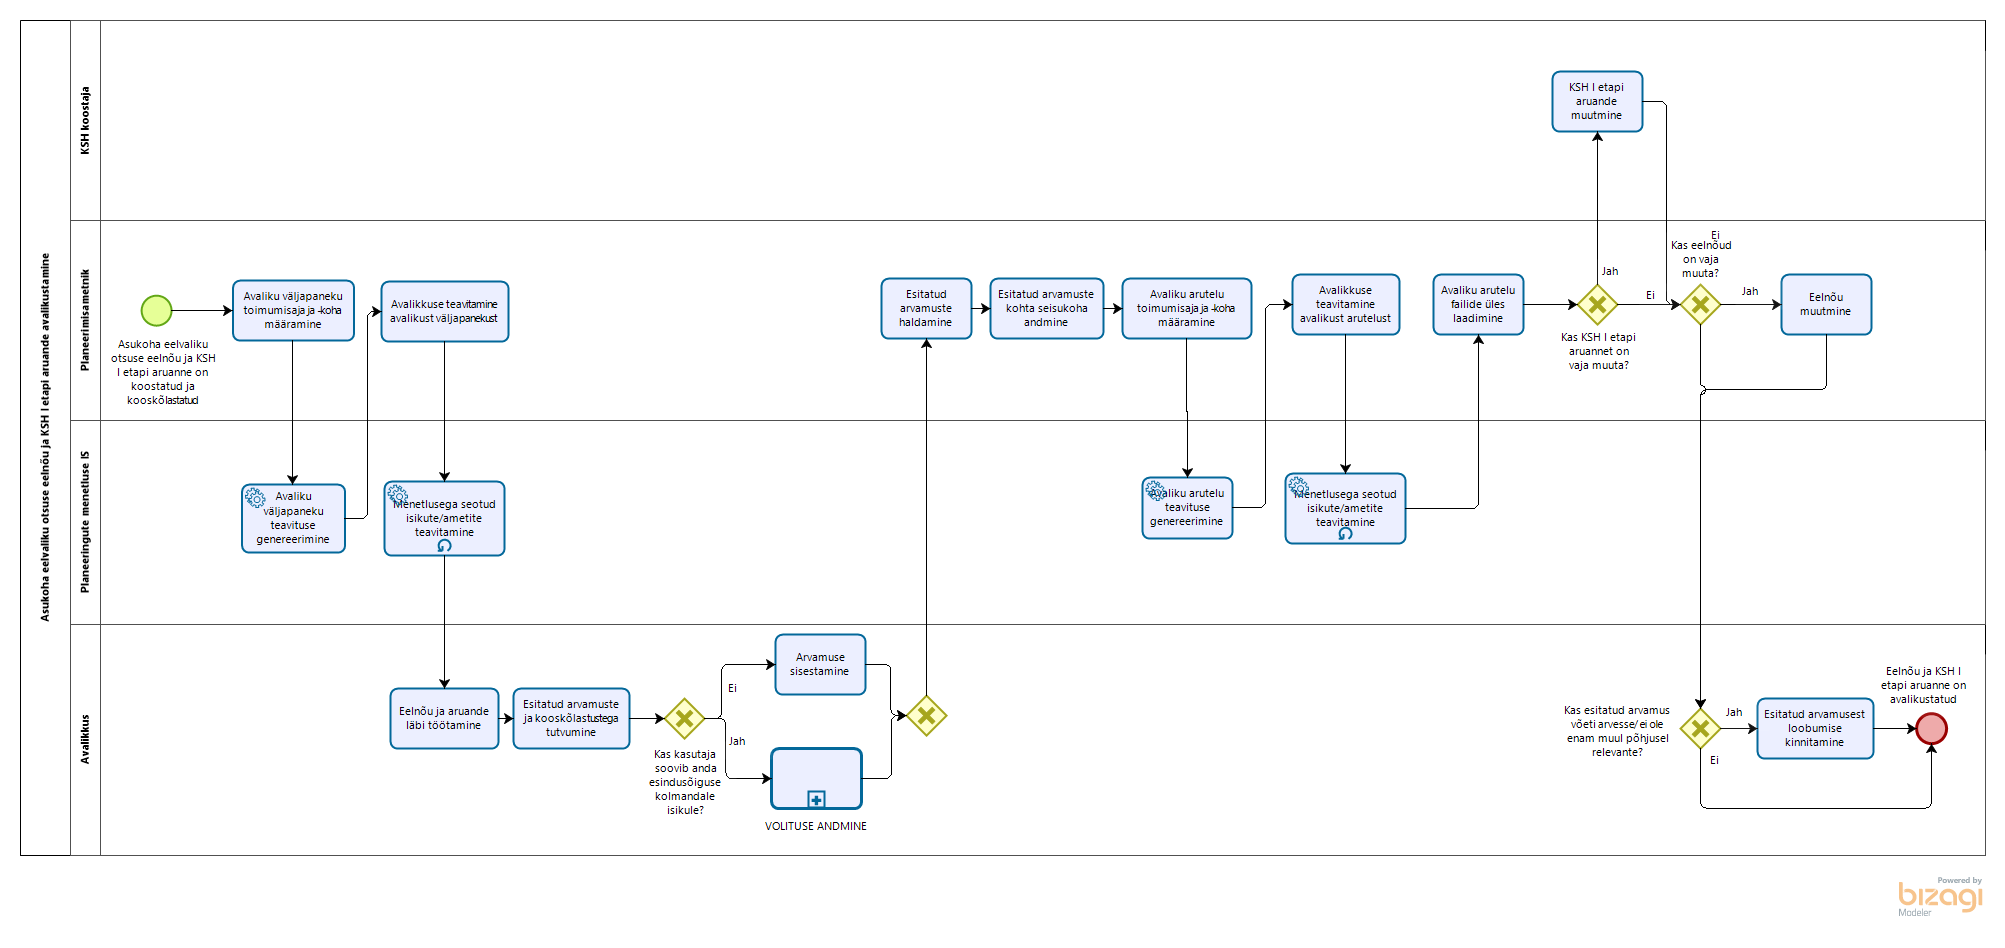 Asukoha eelvaliku otsuse eelnõu ja KSH I etapi aruande avalikustamine
KSH koostaja
KSH I etapi
aruande
muutmine
Planeerimisametnik
Asukoha eelvaliku
otsuse eelnõu ja KSH
I etapi aruanne on
koostatud ja
kooskõlastatud
Avaliku väljapaneku
toimumisaja ja -koha
määramine
Avalikkuse teavitamine
avalikust väljapanekust
Esitatud
arvamuste
haldamine
Esitatud arvamuste
kohta seisukoha
andmine
Avaliku arutelu
toimumisaja ja -koha
määramine
Avalikkuse
teavitamine
avalikust arutelust
Avaliku arutelu
failide üles
laadimine
Jah
Ei
Kas KSH I etapi
aruannet on
vaja muuta?
Ei
Kas eelnõud
on vaja
muuta?
Jah
Eelnõu
muutmine
Planeeringute menetluse IS
Avaliku
väljapaneku
teavituse
genereerimine
Menetlusega seotud
isikute/ametite
teavitamine
Avaliku arutelu
teavituse
genereerimine
Menetlusega seotud
isikute/ametite
teavitamine
Avalikkus
Eelnõu ja aruande
läbi töötamine
Esitatud arvamuste
ja kooskõlastustega
tutvumine
Kas kasutaja
soovib anda
esindusõiguse
kolmandale
isikule?
Ei
Jah
Arvamuse
sisestamine
VOLITUSE ANDMINE
Kas esitatud arvamus
võeti arvesse/ei ole
enam muul põhjusel
relevante?
Jah
Ei
Esitatud arvamusest
loobumise
kinnitamine
Eelnõu ja KSH I
etapi aruanne on
avalikustatud
Powered by
bizagi
Modeler